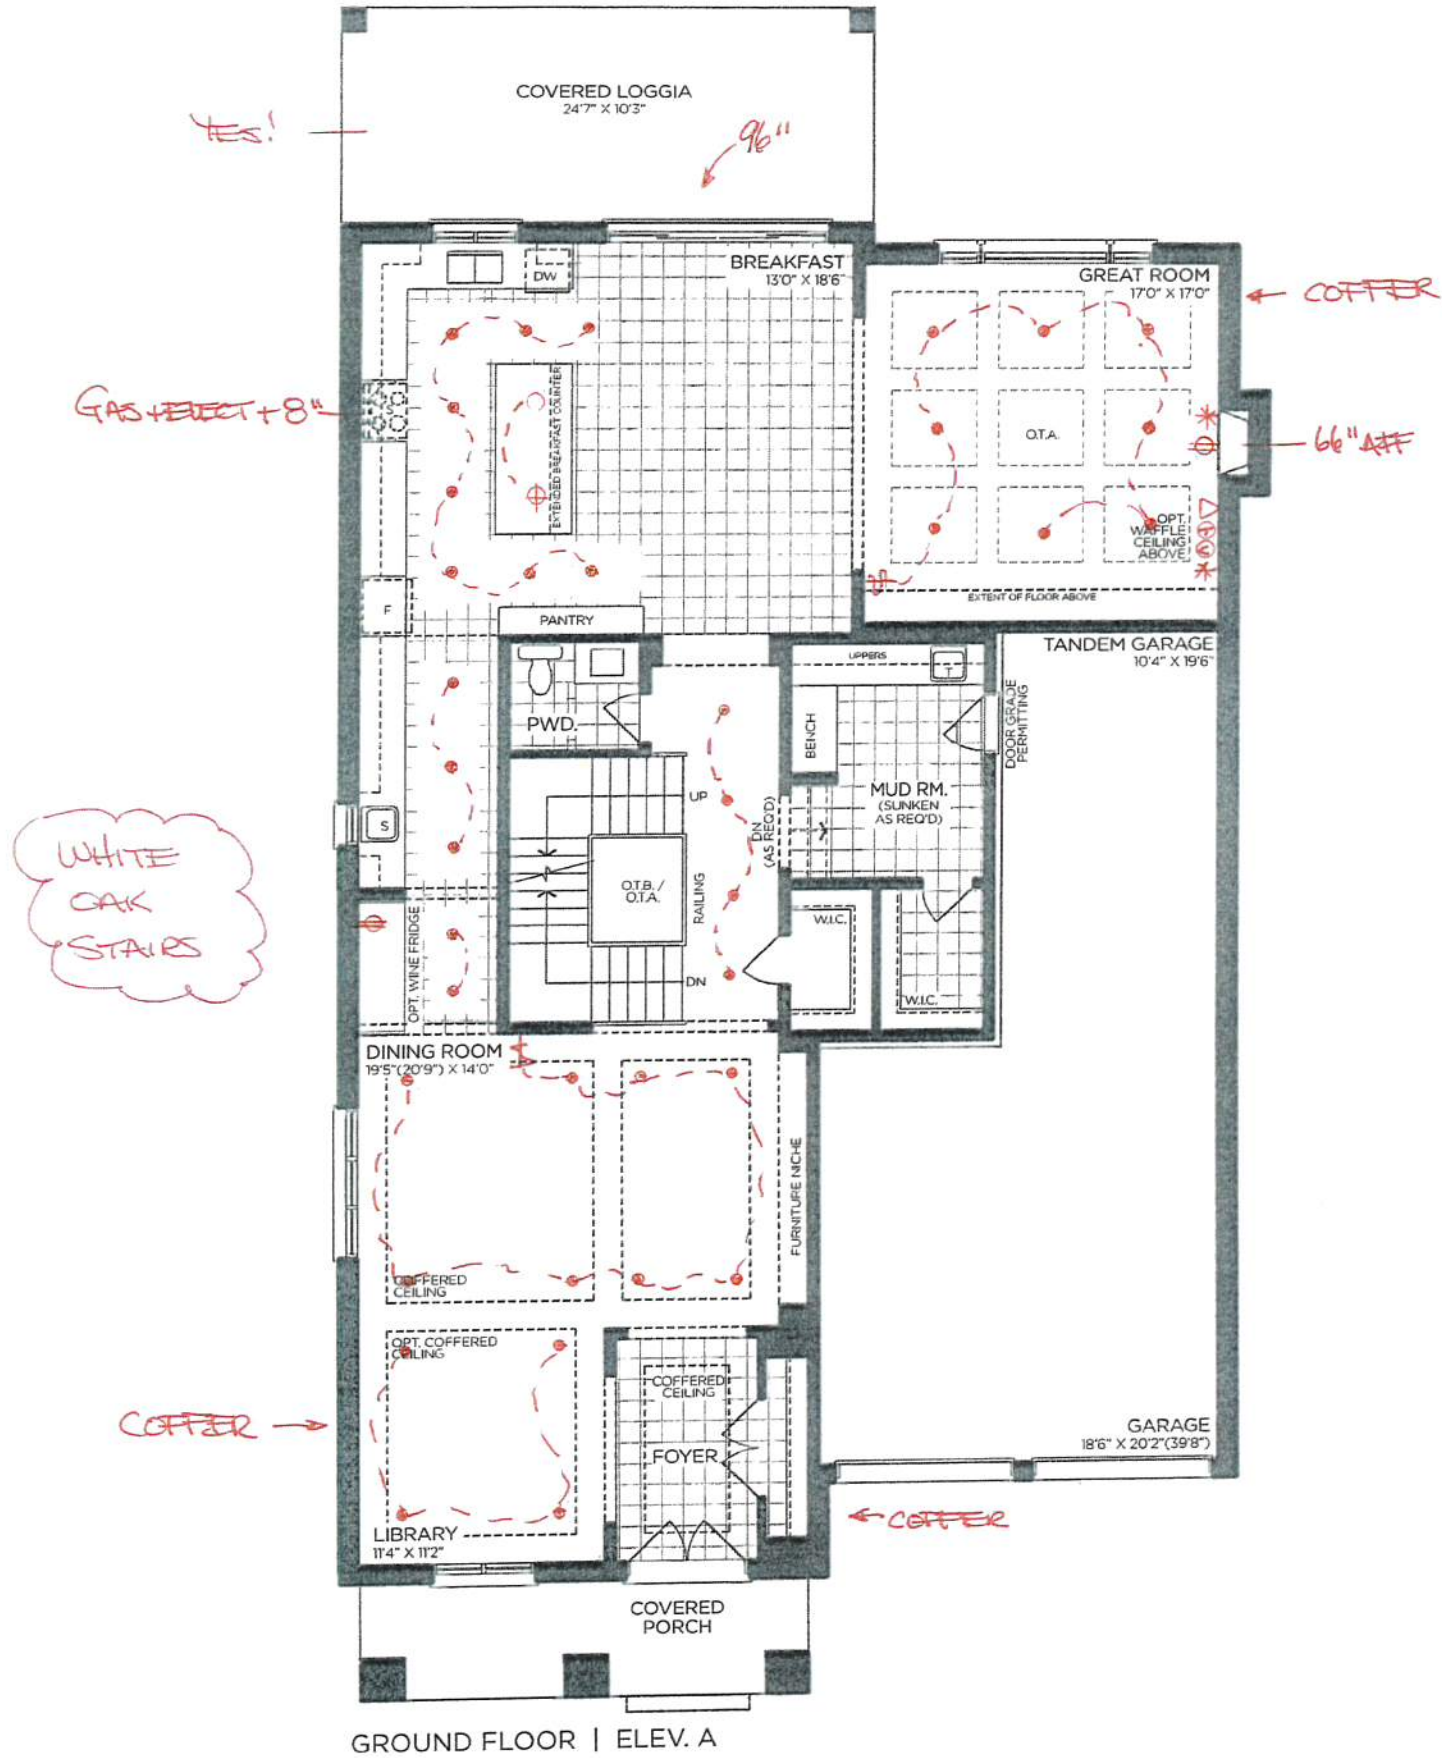 COVERED LOGGIA
24'7" X 10'3"
YES!
96"
BREAKFAST
13'0" X 18'6"
GREAT ROOM
17'0" X 17'0"
COFFER
DW
GAS+ELECT+8"
S
EXTENDED BREAKFAST COUNTER
O.T.A.
66" AFF
OPT.
WAFFLE
CEILING
ABOVE
EXTENT OF FLOOR ABOVE
F
PANTRY
UPPERS
T
TANDEM GARAGE
10'4" X 19'6"
PWD.
BENCH
DOOR GRADE
PERMITTING
MUD RM.
(SUNKEN
AS REQ'D)
UP
DN
(AS REQ'D)
S
WHITE
OAK
STAIRS
O.T.B./
O.T.A.
RAILING
W.I.C.
W.I.C.
OPT. WINE FRIDGE
DN
DINING ROOM
19'5"(20'9") X 14'0"
FURNITURE NICHE
COFFERED
CEILING
OPT. COFFERED
CEILING
COFFERED
CEILING
COFFER
FOYER
GARAGE
18'6" X 20'2"(39'8")
COFFER
LIBRARY
11'4" X 11'2"
COVERED
PORCH
GROUND FLOOR | ELEV. A